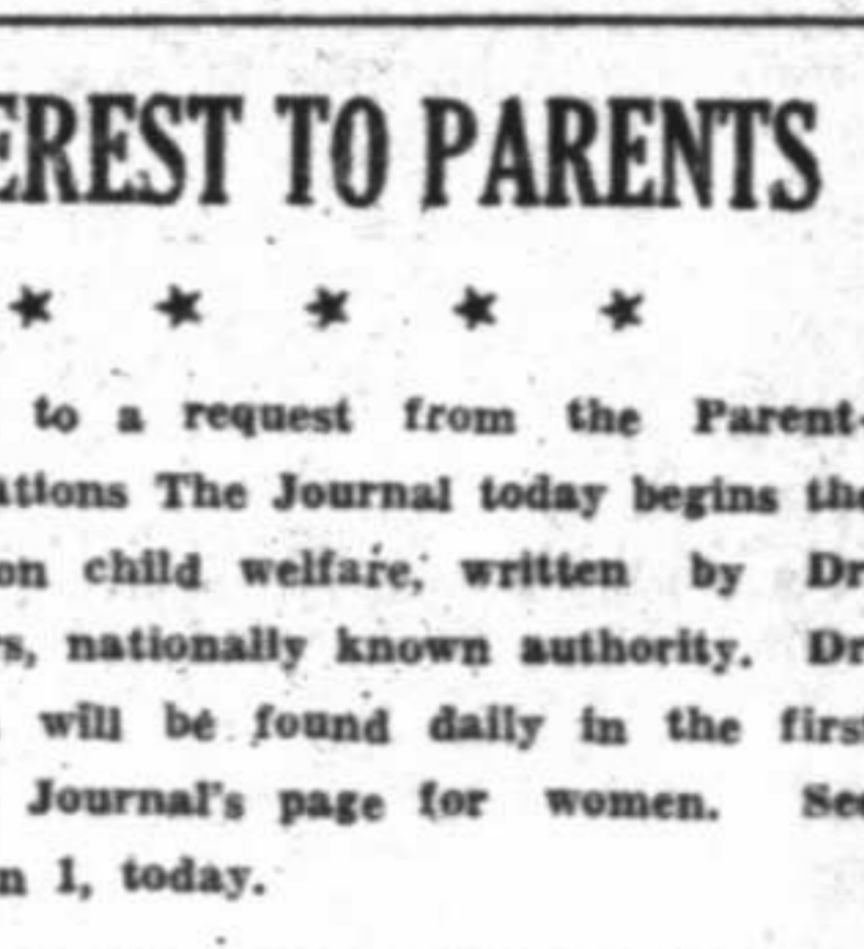 EREST TO PARENTS
★ ★ ★ ★ ★
to a request from the Parent-
ations The Journal today begins the
on child welfare, written by Dr
rs, nationally known authority. Dr
will be found daily in the first
Journal's page for women. See
n 1, today.